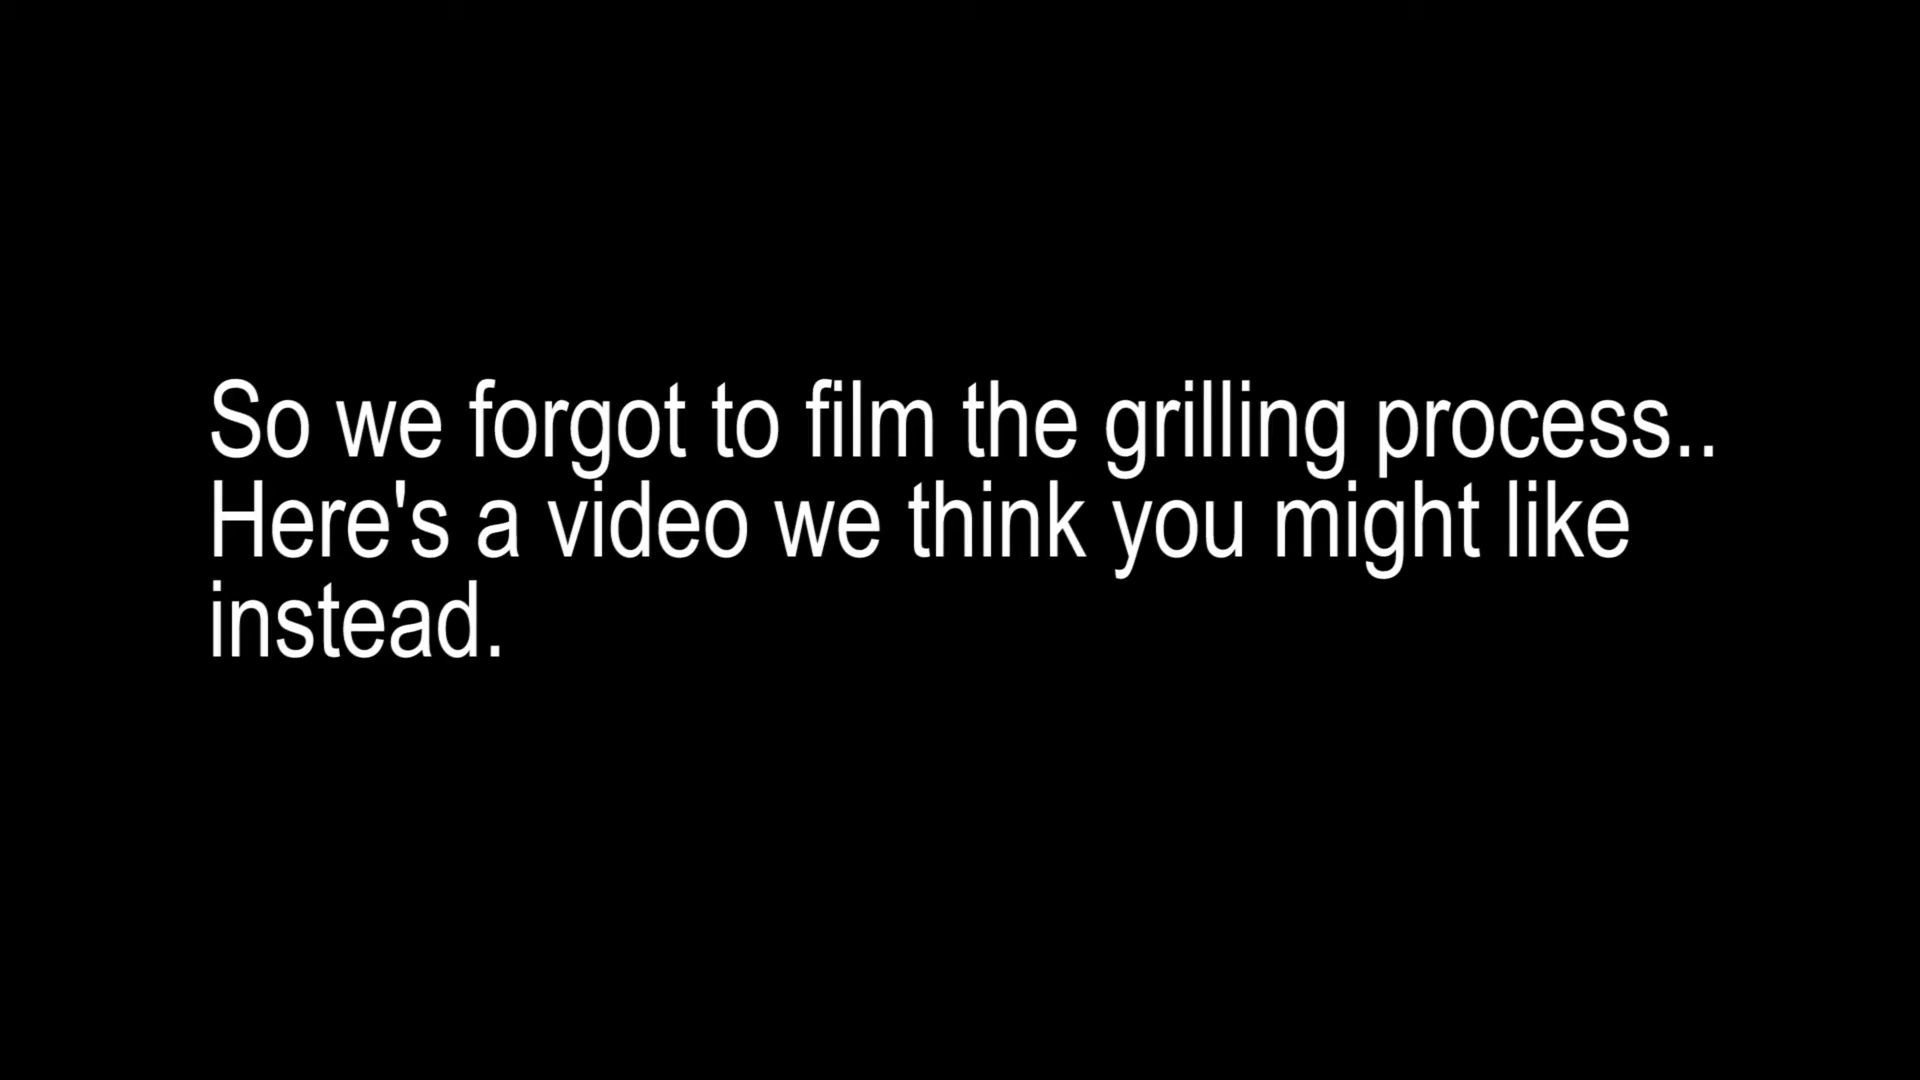 So we forgot to film the grilling process..
Here's a video we think you might like
instead.